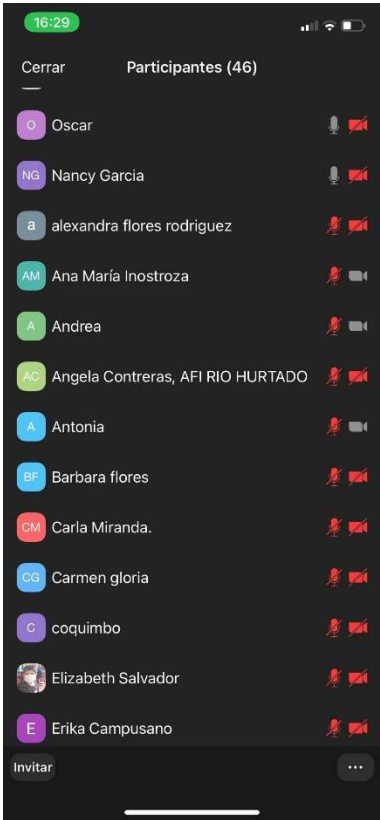 16:29
Cerrar Participantes (46)
O Oscar
NG Nancy Garcia
a alexandra flores rodriguez
AM Ana María Inostroza
A Andrea
AC Angela Contreras, AFI RIO HURTADO
A Antonia
BF Barbara flores
CM Carla Miranda.
CG Carmen gloria
C coquimbo
Elizabeth Salvador
E Erika Campusano
Invitar ...